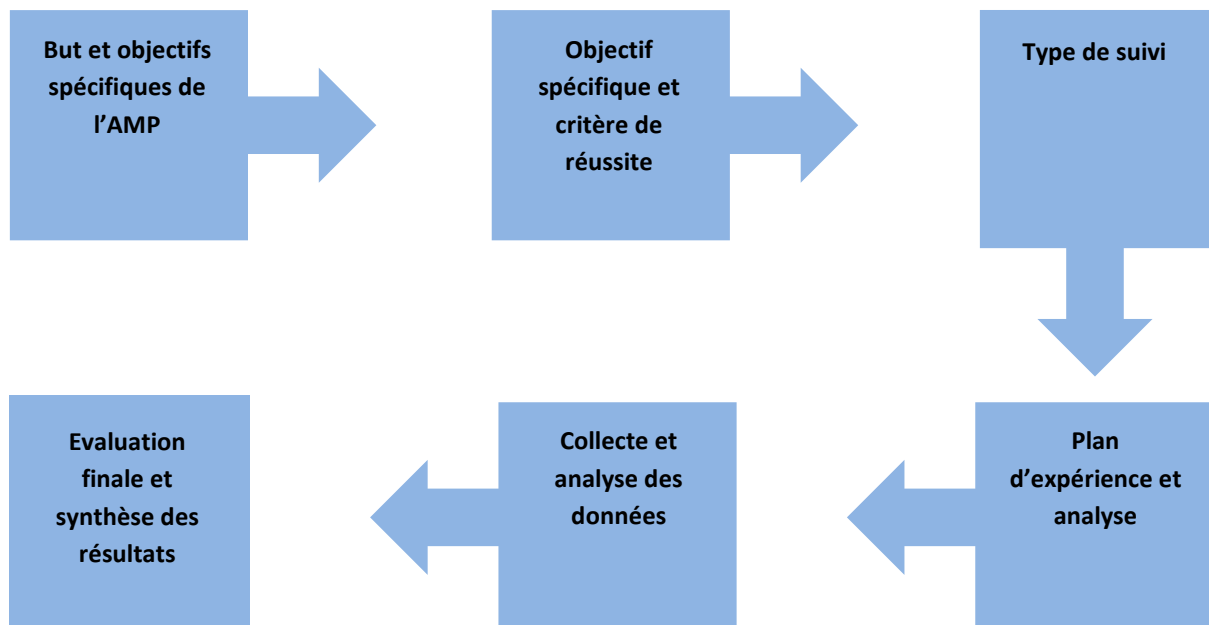 But et objectifs
spécifiques de
l’AMP
Objectif
spécifique et
critère de
réussite
Type de suivi
Plan
d’expérience et
analyse
Collecte et
analyse des
données
Evaluation
finale et
synthèse des
résultats